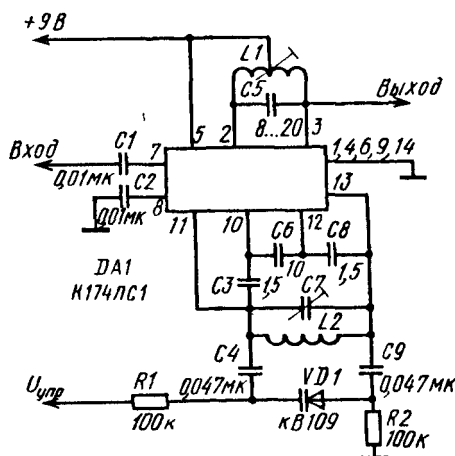 +9В
L1
C5
Выход
8...20
5
2
3
Вход
C1
7
1,4,6,9,14
0,01мк
C2
13
0,01мк
8
11
10
12
C6
C8
DA1
К174ПС1
C3
1,5
10
C7
1,5
L2
C4
C9
Uупр
R1
0,047мк
VD1
0,047мк
100к
кВ109
R2
100к